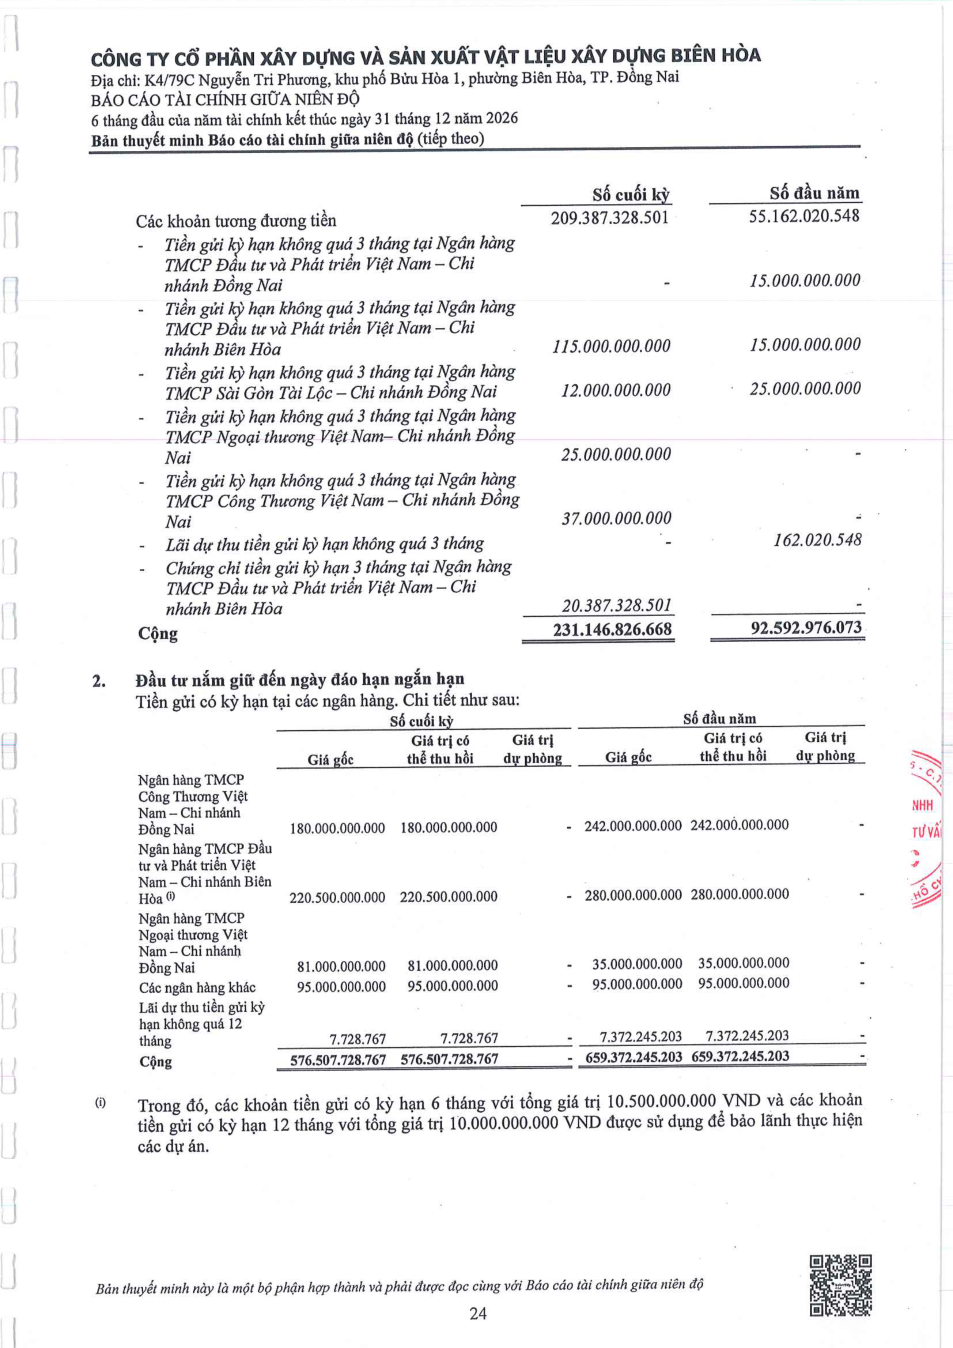 CÔNG TY CỔ PHẦN XÂY DỰNG VÀ SẢN XUẤT VẬT LIỆU XÂY DỰNG BIÊN HÒA
Địa chỉ: K4/79C Nguyễn Tri Phương, khu phố Bửu Hòa 1, phường Biên Hòa, TP. Đồng Nai
BÁO CÁO TÀI CHÍNH GIỮA NIÊN ĐỘ
6 tháng đầu của năm tài chính kết thúc ngày 31 tháng 12 năm 2026
Bản thuyết minh Báo cáo tài chính giữa niên độ (tiếp theo)
Số cuối kỳ Số đầu năm
Các khoản tương đương tiền 209.387.328.501 55.162.020.548
- Tiền gửi kỳ hạn không quá 3 tháng tại Ngân hàng
TMCP Đầu tư và Phát triển Việt Nam – Chi
nhánh Đồng Nai - 15.000.000.000
- Tiền gửi kỳ hạn không quá 3 tháng tại Ngân hàng
TMCP Đầu tư và Phát triển Việt Nam – Chi
nhánh Biên Hòa 115.000.000.000 15.000.000.000
- Tiền gửi kỳ hạn không quá 3 tháng tại Ngân hàng
TMCP Sài Gòn Tài Lộc – Chi nhánh Đồng Nai 12.000.000.000 25.000.000.000
- Tiền gửi kỳ hạn không quá 3 tháng tại Ngân hàng
TMCP Ngoại thương Việt Nam– Chi nhánh Đồng
Nai 25.000.000.000 -
- Tiền gửi kỳ hạn không quá 3 tháng tại Ngân hàng
TMCP Công Thương Việt Nam – Chi nhánh Đồng
Nai 37.000.000.000 -
- Lãi dự thu tiền gửi kỳ hạn không quá 3 tháng - 162.020.548
- Chứng chỉ tiền gửi kỳ hạn 3 tháng tại Ngân hàng
TMCP Đầu tư và Phát triển Việt Nam – Chi
nhánh Biên Hòa 20.387.328.501 -
Cộng 231.146.826.668 92.592.976.073
2. Đầu tư nắm giữ đến ngày đáo hạn ngắn hạn
Tiền gửi có kỳ hạn tại các ngân hàng. Chi tiết như sau:
Số cuối kỳ Số đầu năm
Giá trị có Giá trị Giá trị có Giá trị
Giá gốc thể thu hồi dự phòng Giá gốc thể thu hồi dự phòng
Ngân hàng TMCP
Công Thương Việt
Nam – Chi nhánh
Đồng Nai 180.000.000.000 180.000.000.000 - 242.000.000.000 242.000.000.000 -
Ngân hàng TMCP Đầu
tư và Phát triển Việt
Nam – Chi nhánh Biên
Hòa (i) 220.500.000.000 220.500.000.000 - 280.000.000.000 280.000.000.000 -
Ngân hàng TMCP
Ngoại thương Việt
Nam – Chi nhánh
Đồng Nai 81.000.000.000 81.000.000.000 - 35.000.000.000 35.000.000.000 -
Các ngân hàng khác 95.000.000.000 95.000.000.000 - 95.000.000.000 95.000.000.000 -
Lãi dự thu tiền gửi kỳ
hạn không quá 12
tháng 7.728.767 7.728.767 - 7.372.245.203 7.372.245.203 -
Cộng 576.507.728.767 576.507.728.767 - 659.372.245.203 659.372.245.203 -
(i) Trong đó, các khoản tiền gửi có kỳ hạn 6 tháng với tổng giá trị 10.500.000.000 VND và các khoản
tiền gửi có kỳ hạn 12 tháng với tổng giá trị 10.000.000.000 VND được sử dụng để bảo lãnh thực hiện
các dự án.
NHH
TƯ VẤ
Bản thuyết minh này là một bộ phận hợp thành và phải được đọc cùng với Báo cáo tài chính giữa niên độ
24